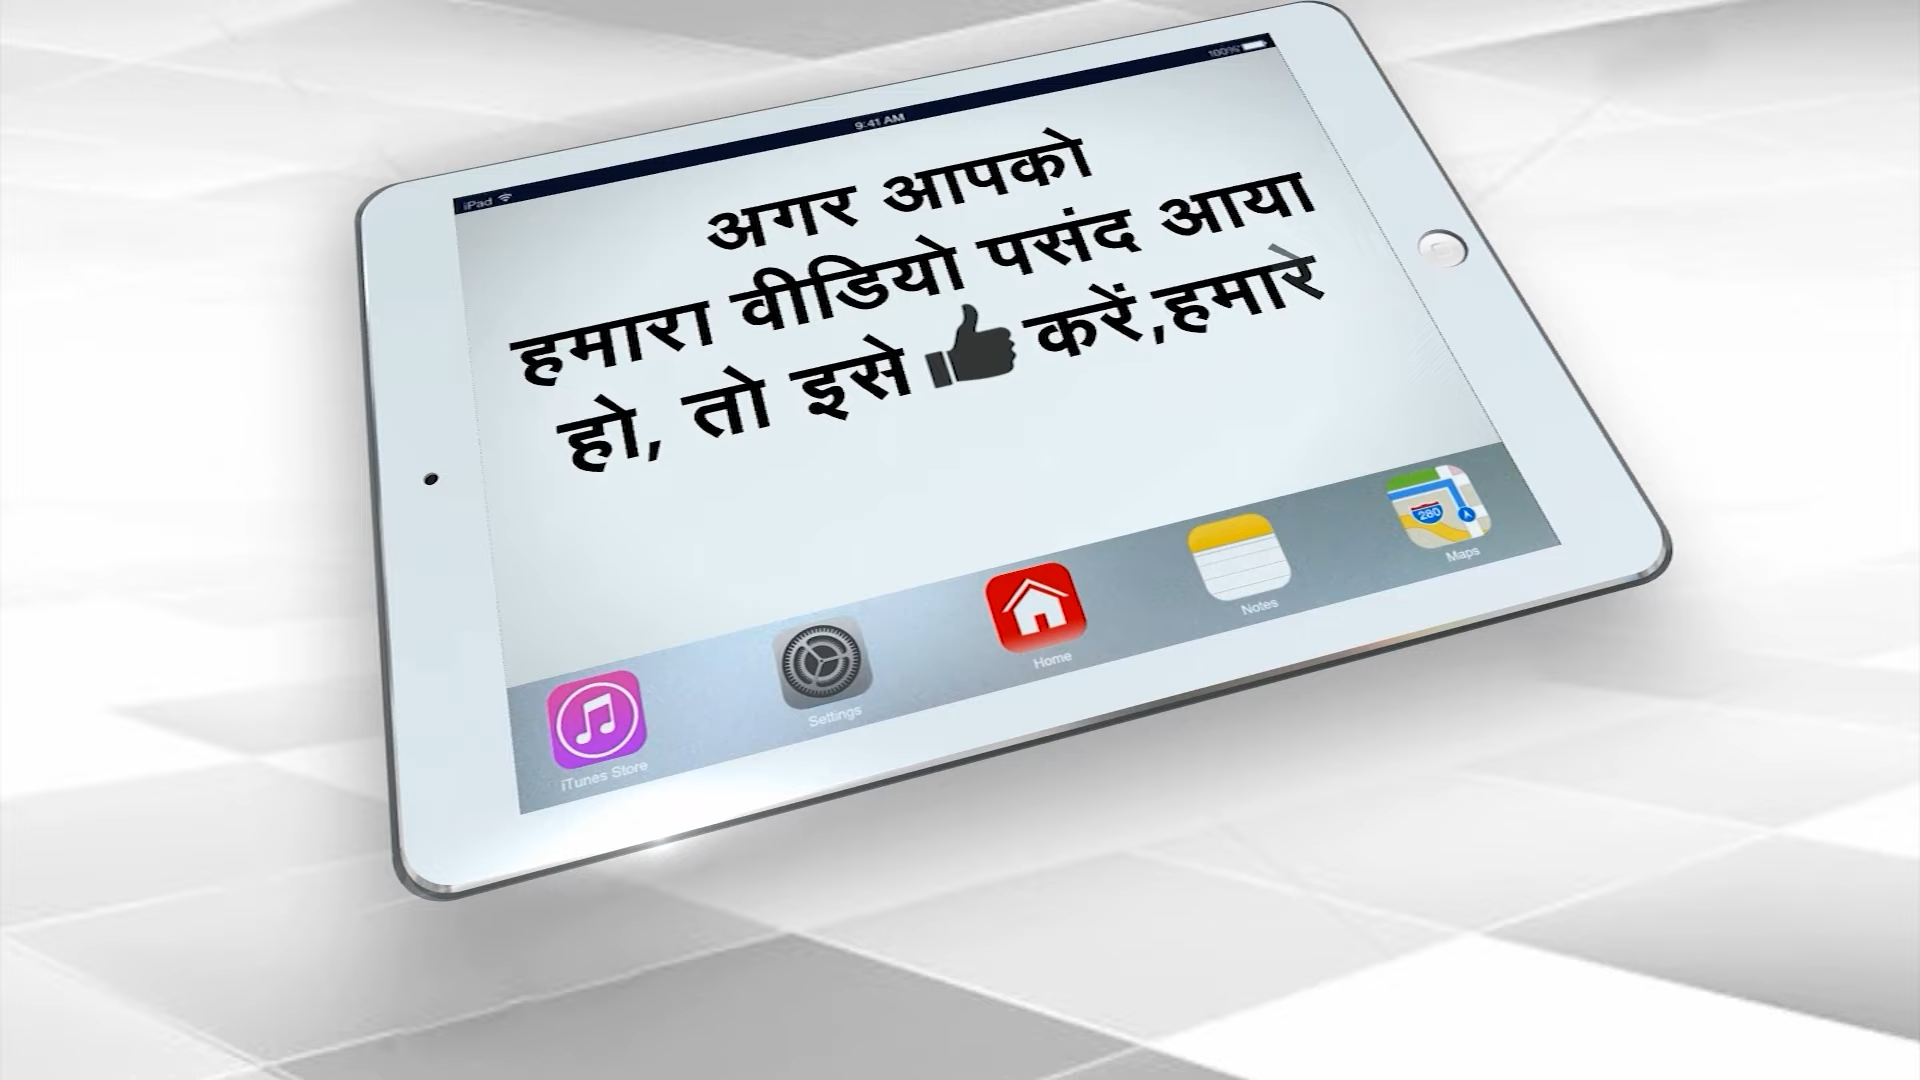 iPad
9:41 AM
100%
अगर आपको
हमारा वीडियो पसंद आया
हो, तो इसे 👍 करें,हमारे
iTunes Store
Settings
Home
Notes
280
Maps